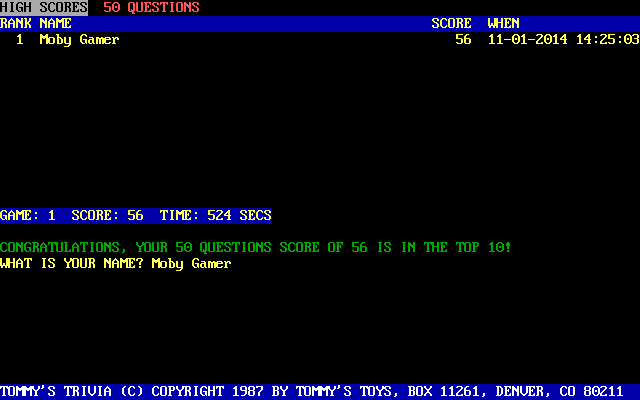 HIGH SCORES 50 QUESTIONS
RANK NAME SCORE WHEN
1 Moby Gamer 56 11-01-2014 14:25:03
GAME: 1 SCORE: 56 TIME: 524 SECS
CONGRATULATIONS, YOUR 50 QUESTIONS SCORE OF 56 IS IN THE TOP 10!
WHAT IS YOUR NAME? Moby Gamer
TOMMY'S TRIVIA (C) COPYRIGHT 1987 BY TOMMY'S TOYS, BOX 11261, DENVER, CO 80211